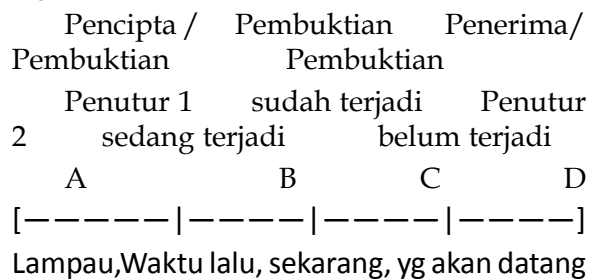 Pencipta / Pembuktian Penerima/
Pembuktian Pembuktian
Penutur 1 sudah terjadi Penutur
2 sedang terjadi belum terjadi
A B C D
[—————|————|————|————]
Lampau,Waktu lalu, sekarang, yg akan datang